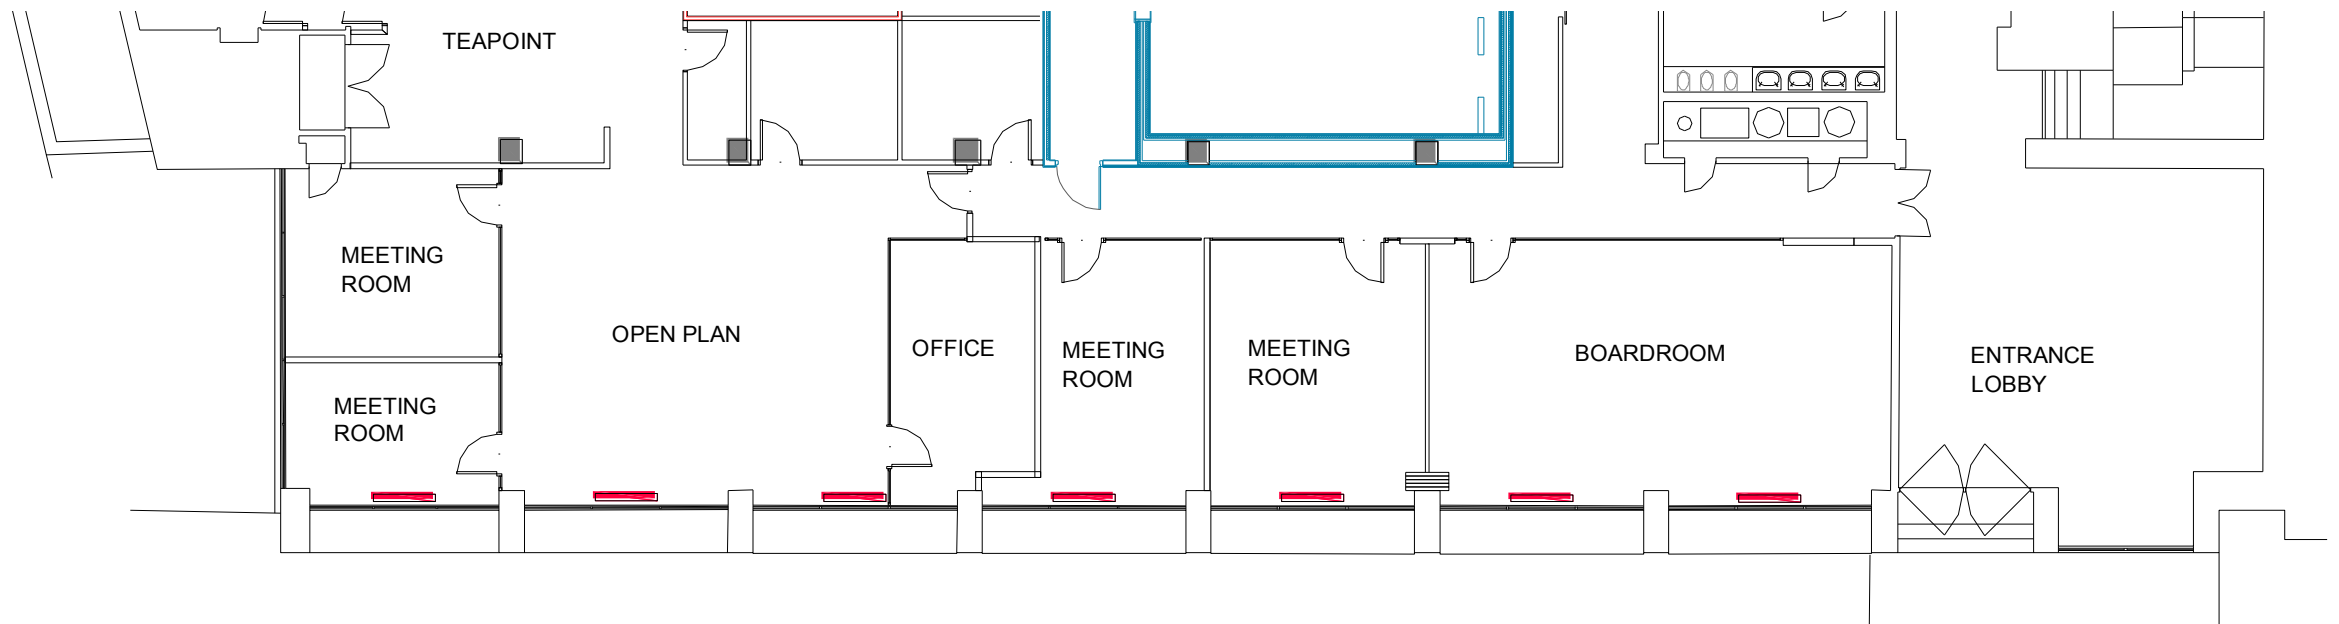 TEAPOINT
MEETING
ROOM
MEETING
ROOM
OPEN PLAN
OFFICE
MEETING
ROOM
MEETING
ROOM
BOARDROOM
ENTRANCE
LOBBY